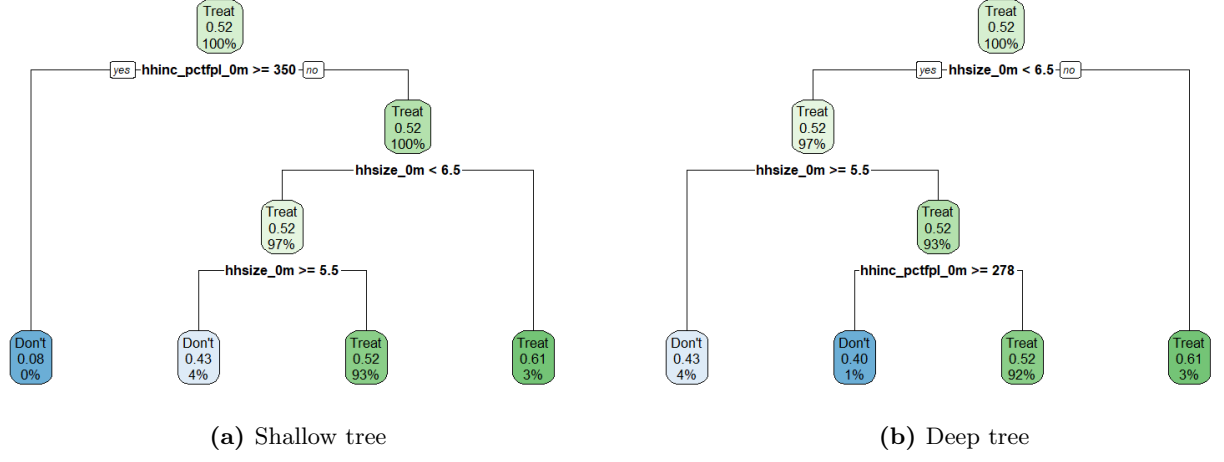 Treat
0.52
100%
yes hhinc_pctfpl_0m >= 350 no
Treat
0.52
100%
hhsize_0m < 6.5
Treat
0.52
97%
hhsize_0m >= 5.5
Don't
0.08
0%
Don't
0.43
4%
Treat
0.52
93%
Treat
0.61
3%
(a) Shallow tree
Treat
0.52
100%
yes hhsize_0m < 6.5 no
Treat
0.52
97%
hhsize_0m >= 5.5
Treat
0.52
93%
hhinc_pctfpl_0m >= 278
Don't
0.43
4%
Don't
0.40
1%
Treat
0.52
92%
Treat
0.61
3%
(b) Deep tree